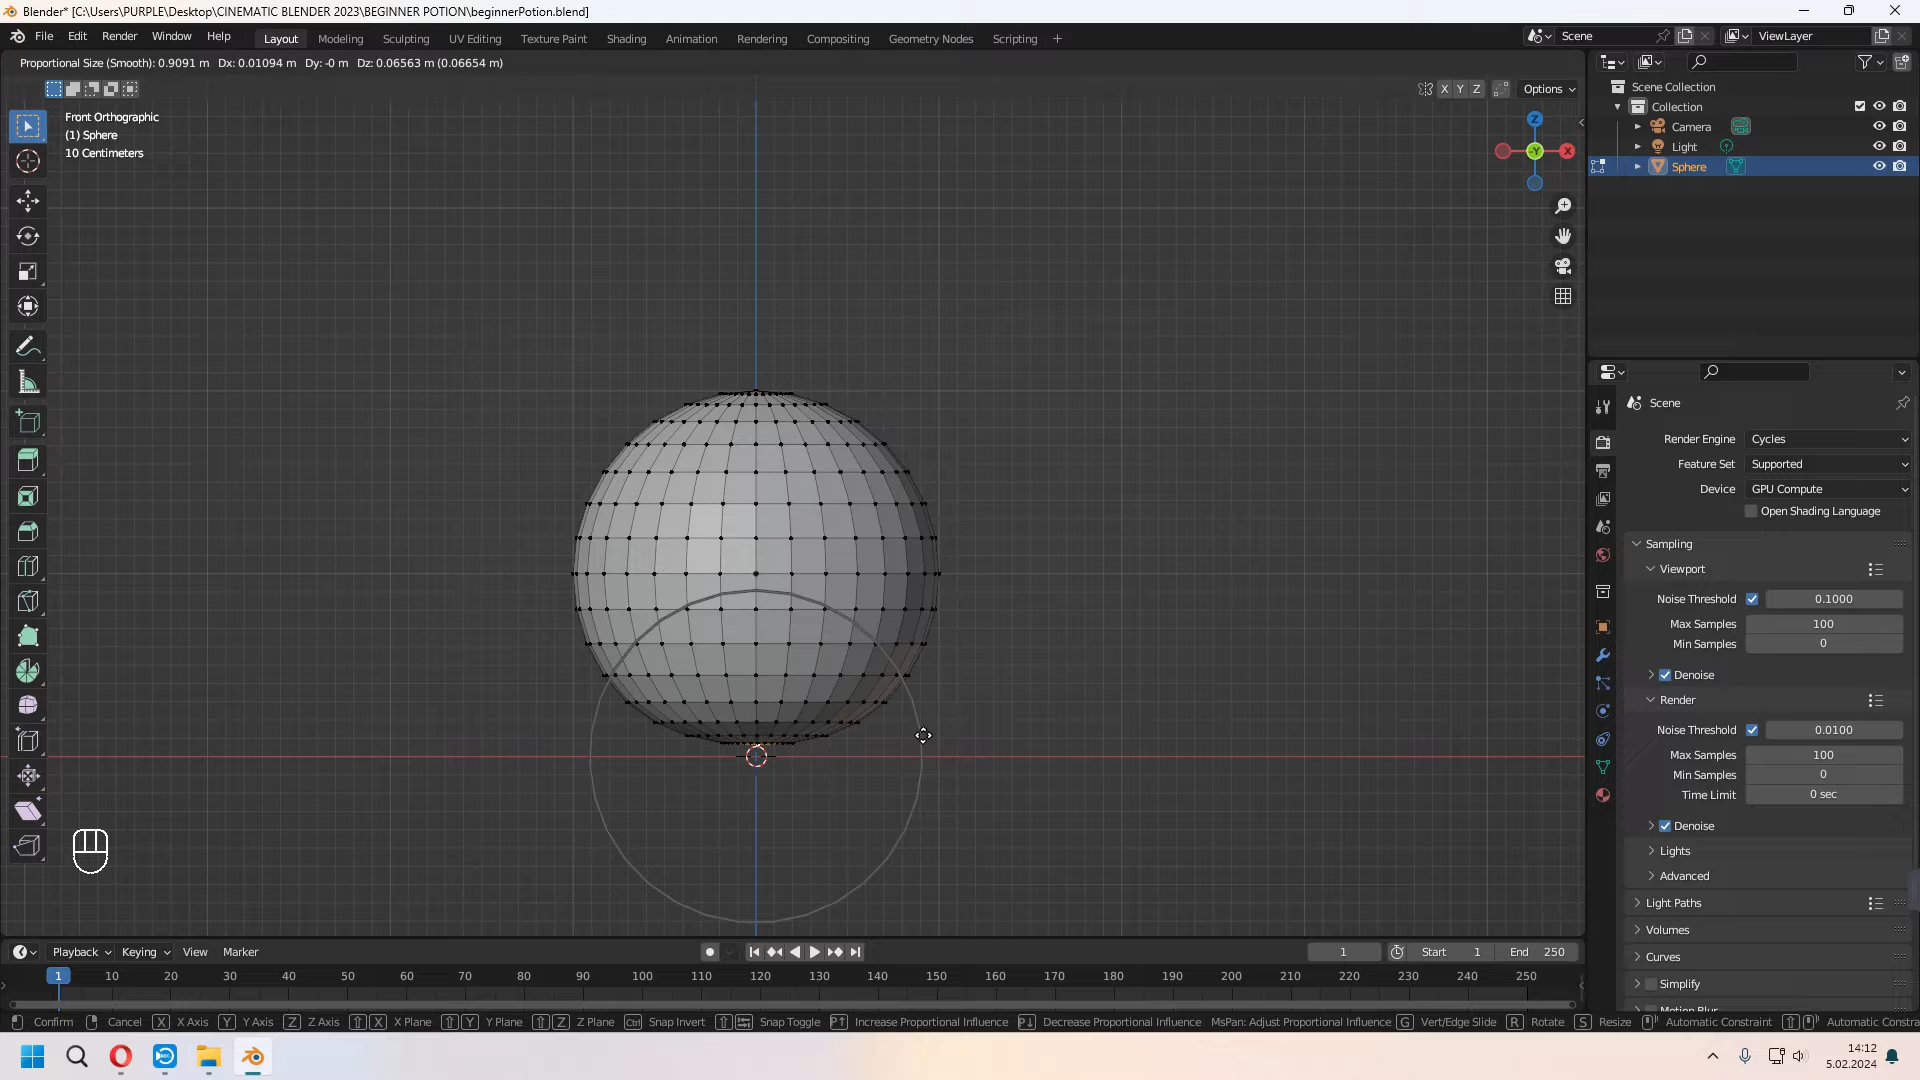 Blender* [C:\Users\PURPLE\Desktop\CINEMATIC BLENDER 2023\BEGINNER POTION\beginnerPotion.blend]
File Edit Render Window Help Layout Modeling Sculpting UV Editing Texture Paint Shading Animation Rendering Compositing Geometry Nodes Scripting + Scene ViewLayer
Proportional Size (Smooth): 0.9091 m Dx: 0.01094 m Dy: -0 m Dz: 0.06563 m (0.06654 m)
X Y Z Options
Front Orthographic
(1) Sphere
10 Centimeters
Z
-Y
X
Scene Collection
Collection
Camera
Light
Sphere
Scene
Render Engine Cycles
Feature Set Supported
Device GPU Compute
Open Shading Language
Sampling
Viewport
Noise Threshold 0.1000
Max Samples 100
Min Samples 0
Denoise
Render
Noise Threshold 0.0100
Max Samples 100
Min Samples 0
Time Limit 0 sec
Denoise
Lights
Advanced
Light Paths
Volumes
Curves
Simplify
Motion Blur
Playback Keying View Marker 1 Start 1 End 250
1 10 20 30 40 50 60 70 80 90 100 110 120 130 140 150 160 170 180 190 200 210 220 230 240 250
Confirm Cancel X X Axis Y Y Axis Z Z Axis X X Plane Y Y Plane Z Z Plane Ctrl Snap Invert Snap Toggle Increase Proportional Influence Decrease Proportional Influence MsPan: Adjust Proportional Influence G Vert/Edge Slide R Rotate S Resize Automatic Constraint Automatic Constra
14:12
5.02.2024